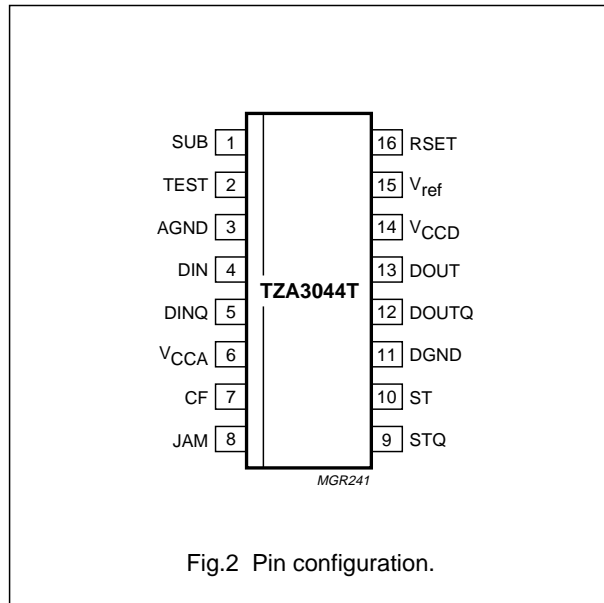 SUB 1 16 RSET
TEST 2 15 Vref
AGND 3 14 VCCD
DIN 4 13 DOUT
TZA3044T
DINQ 5 12 DOUTQ
VCCA 6 11 DGND
CF 7 10 ST
JAM 8 9 STQ
MGR241
Fig.2 Pin configuration.